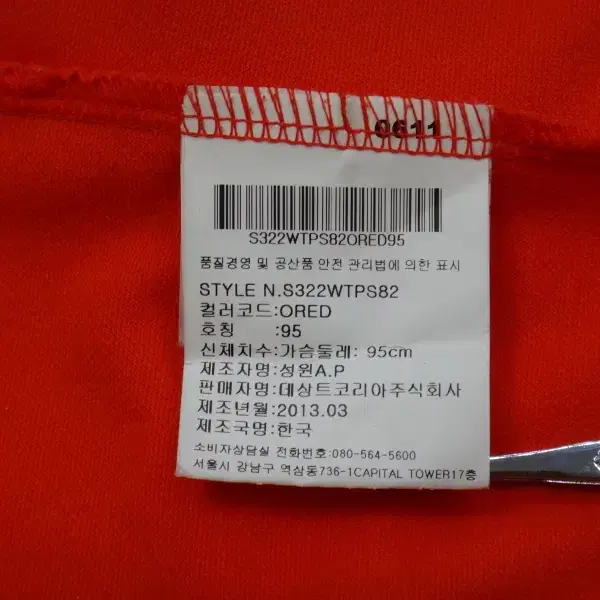 0611
S322WTPS82ORED95
품질경영 및 공산품 안전 관리법에 의한 표시
STYLE N.S322WTPS82
컬러코드:ORED
호칭 :95
신체치수:가슴둘레: 95cm
제조자명:성원A.P
판매자명:데상트코리아주식회사
제조년월:2013.03
제조국명:한국
소비자상담실 전화번호:080-564-5600
서울시 강남구 역삼동736-1CAPITAL TOWER17층